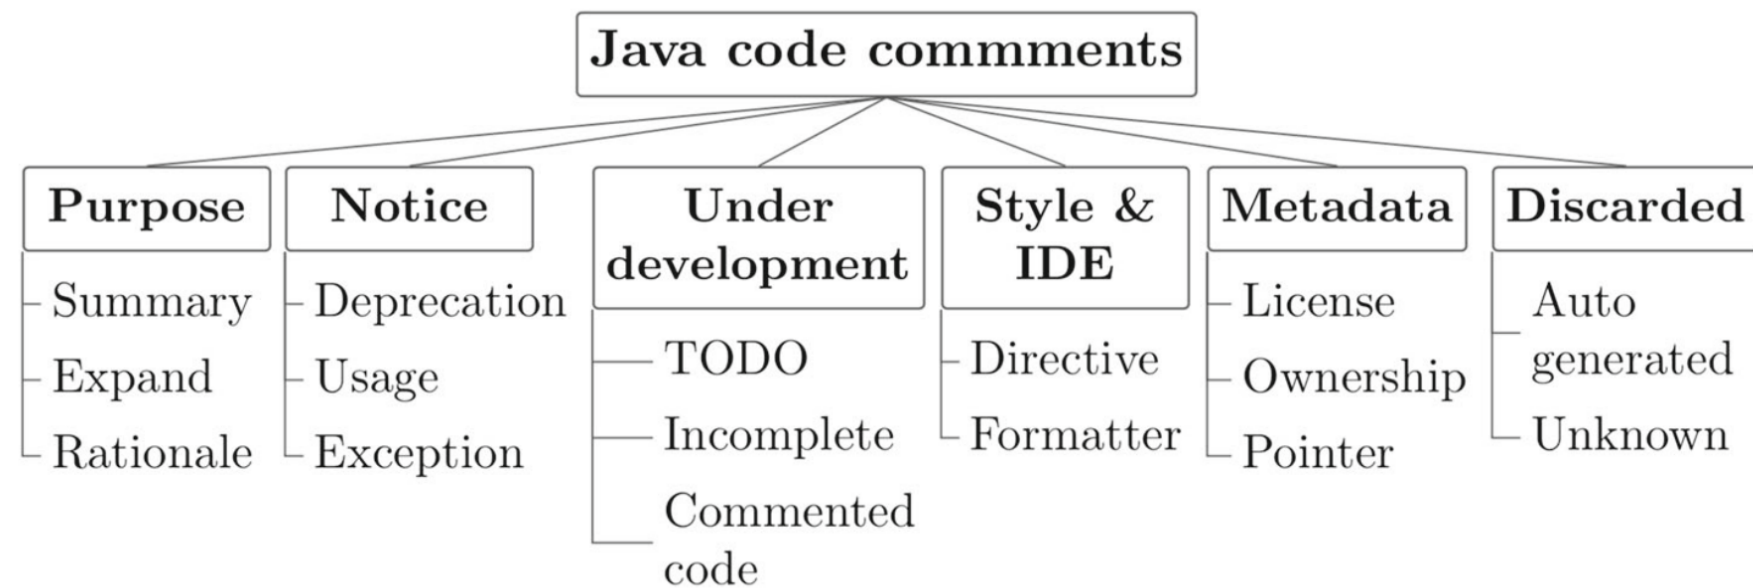 Java code commments
Purpose
Summary
Expand
Rationale
Notice
Deprecation
Usage
Exception
Under
development
TODO
Incomplete
Commented
code
Style &
IDE
Directive
Formatter
Metadata
License
Ownership
Pointer
Discarded
Auto
generated
Unknown